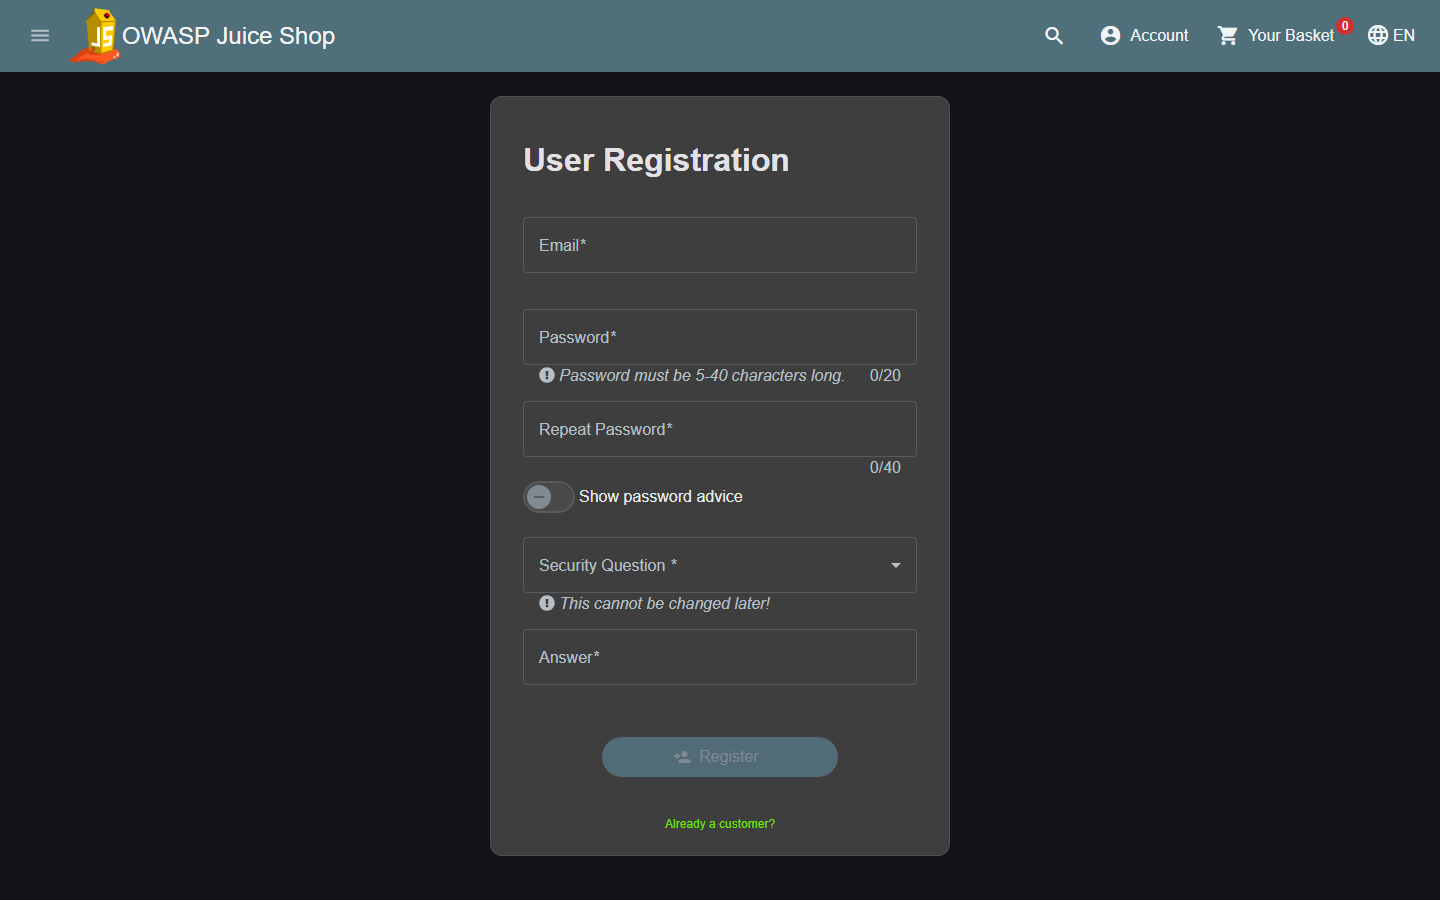 OWASP Juice Shop
Account
Your Basket 0
EN
User Registration
Email*
Password*
Password must be 5-40 characters long. 0/20
Repeat Password*
0/40
Show password advice
Security Question *
This cannot be changed later!
Answer*
Register
Already a customer?